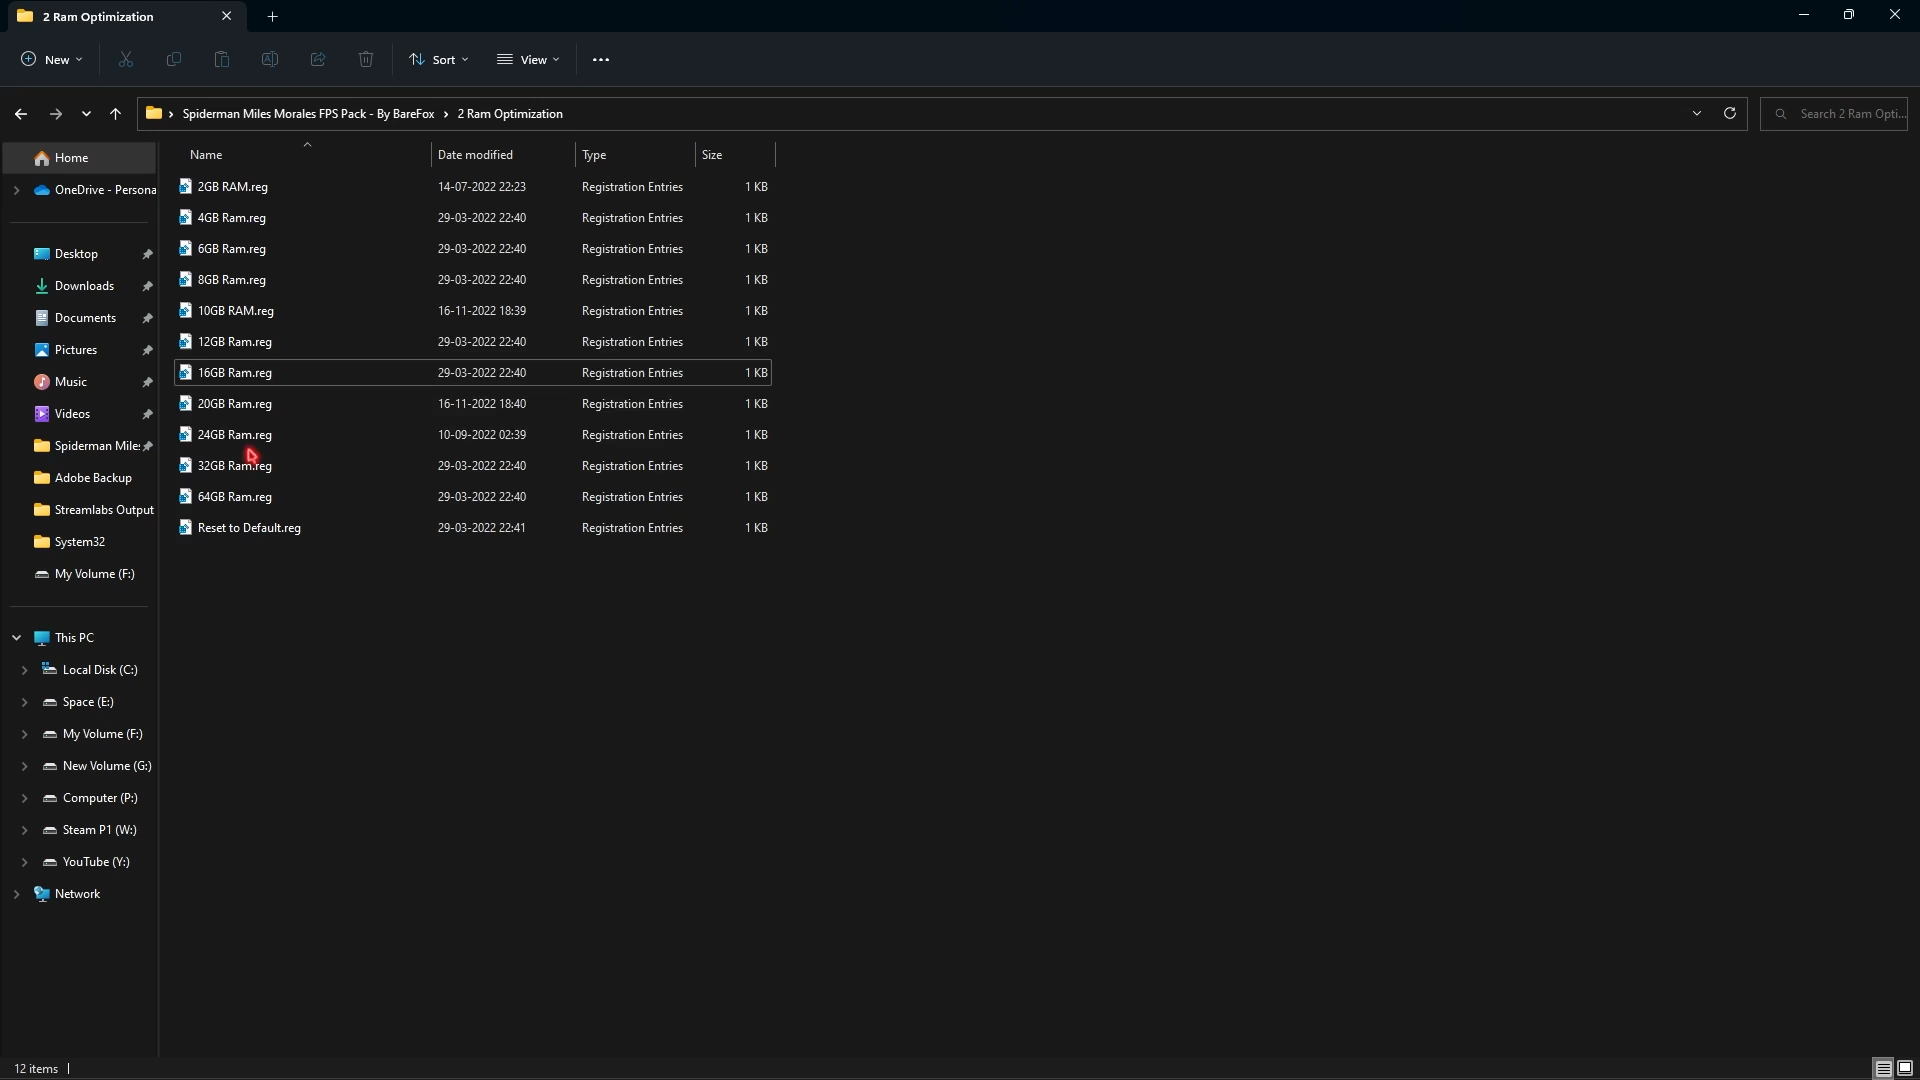 2 Ram Optimization
New
Sort
View
Spiderman Miles Morales FPS Pack - By BareFox > 2 Ram Optimization
Search 2 Ram Opti...
Name Date modified Type Size
Home
OneDrive - Persona
Desktop
Downloads
Documents
Pictures
Music
Videos
Spiderman Mile
Adobe Backup
Streamlabs Output
System32
My Volume (F:)
This PC
Local Disk (C:)
Space (E:)
My Volume (F:)
New Volume (G:)
Computer (P:)
Steam P1 (W:)
YouTube (Y:)
Network
2GB RAM.reg 14-07-2022 22:23 Registration Entries 1 KB
4GB Ram.reg 29-03-2022 22:40 Registration Entries 1 KB
6GB Ram.reg 29-03-2022 22:40 Registration Entries 1 KB
8GB Ram.reg 29-03-2022 22:40 Registration Entries 1 KB
10GB RAM.reg 16-11-2022 18:39 Registration Entries 1 KB
12GB Ram.reg 29-03-2022 22:40 Registration Entries 1 KB
16GB Ram.reg 29-03-2022 22:40 Registration Entries 1 KB
20GB Ram.reg 16-11-2022 18:40 Registration Entries 1 KB
24GB Ram.reg 10-09-2022 02:39 Registration Entries 1 KB
32GB Ram.reg 29-03-2022 22:40 Registration Entries 1 KB
64GB Ram.reg 29-03-2022 22:40 Registration Entries 1 KB
Reset to Default.reg 29-03-2022 22:41 Registration Entries 1 KB
12 items